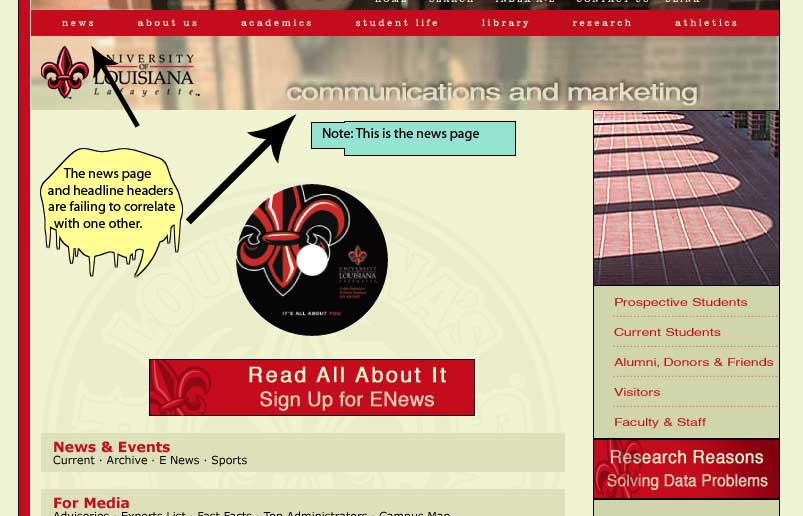 HOME SEARCH INDEX A-Z CONTACT US ULINK
news about us academics student life library research athletics
UNIVERSITY
OF
LOUISIANA
Lafayette™
communications and marketing
Note: This is the news page
The news page
and headline headers
are failing to correlate
with one other.
UNIVERSITY
LOUISIANA
IT'S ALL ABOUT YOU
Read All About It
Sign Up for ENews
News & Events
Current · Archive · E News · Sports
For Media
Advisories · Experts List · Fast Facts · Top Administrators · Campus Map
Prospective Students
Current Students
Alumni, Donors & Friends
Visitors
Faculty & Staff
Research Reasons
Solving Data Problems